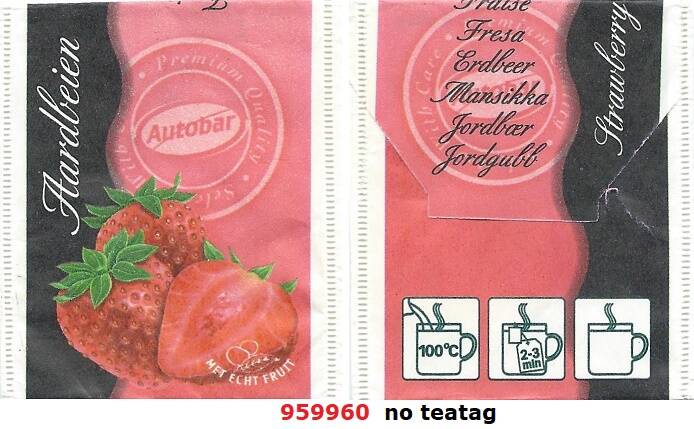 Aardbeien
Premium Quality
Autobar
MET ECHT FRUIT
Fraise
Fresa
Erdbeer
Mansikka
Jordbær
Jordgubb
Strawberry
100°C
2-3
min
959960 no teatag